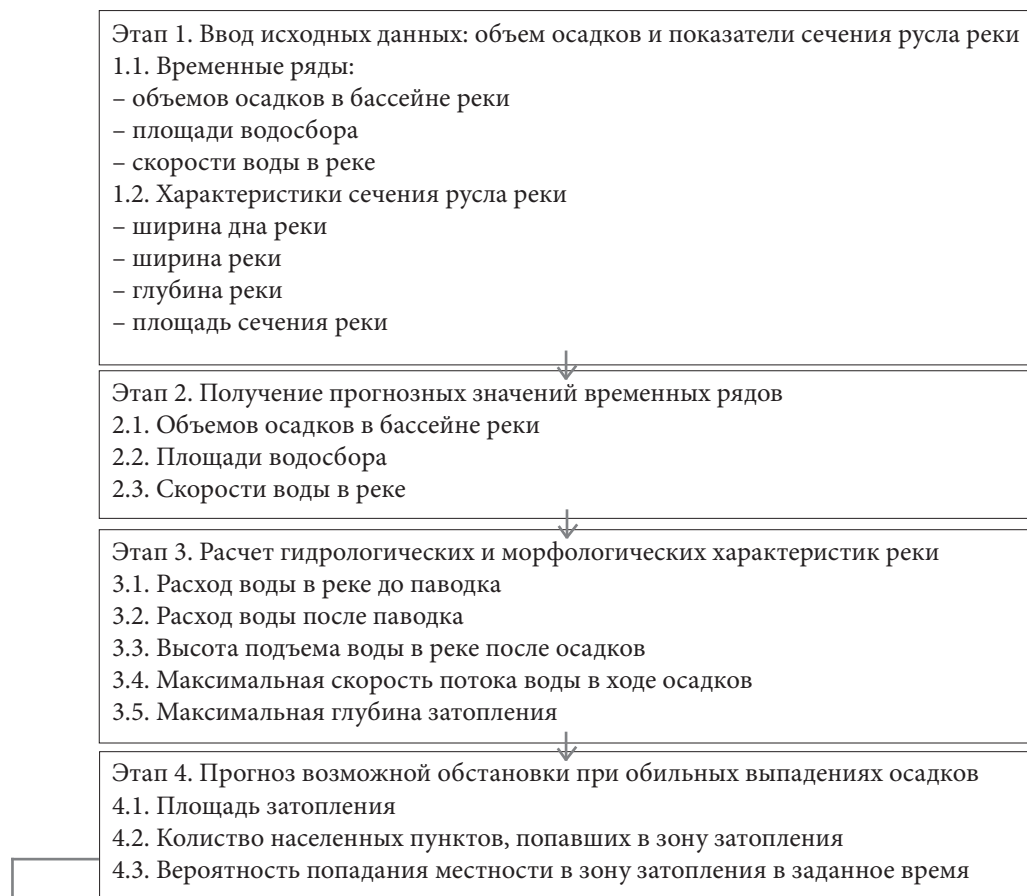 Этап 1. Ввод исходных данных: объем осадков и показатели сечения русла реки
1.1. Временные ряды:
– объемов осадков в бассейне реки
– площади водосбора
– скорости воды в реке
1.2. Характеристики сечения русла реки
– ширина дна реки
– ширина реки
– глубина реки
– площадь сечения реки
Этап 2. Получение прогнозных значений временных рядов
2.1. Объемов осадков в бассейне реки
2.2. Площади водосбора
2.3. Скорости воды в реке
Этап 3. Расчет гидрологических и морфологических характеристик реки
3.1. Расход воды в реке до паводка
3.2. Расход воды после паводка
3.3. Высота подъема воды в реке после осадков
3.4. Максимальная скорость потока воды в ходе осадков
3.5. Максимальная глубина затопления
Этап 4. Прогноз возможной обстановки при обильных выпадениях осадков
4.1. Площадь затопления
4.2. Колиство населенных пунктов, попавших в зону затопления
4.3. Вероятность попадания местности в зону затопления в заданное время